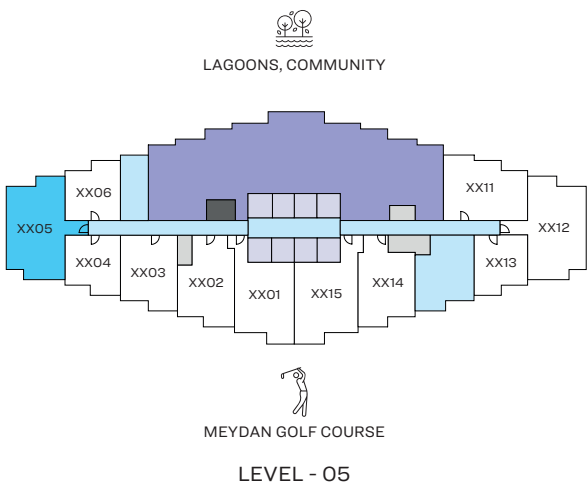 LAGOONS, COMMUNITY
XX06
XX11
XX05
XX12
XX04
XX03
XX13
XX02
XX14
XX01
XX15
MEYDAN GOLF COURSE
LEVEL - 05